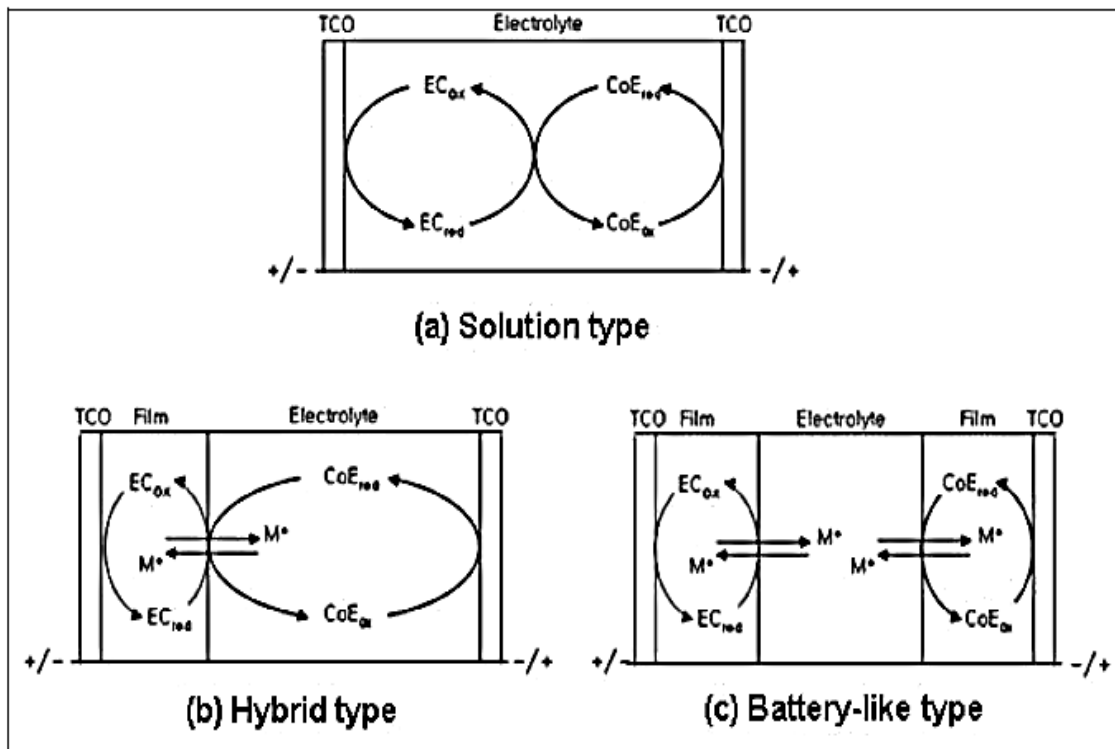 TCO Electrolyte TCO
EC ox CoE red
EC red CoE ox
+/- -/+
(a) Solution type
TCO Film Electrolyte TCO
EC ox CoE red
M+
M+
EC red CoE ox
+/- -/+
(b) Hybrid type
TCO Film Electrolyte Film TCO
EC ox CoE red
M+ M+
M+ M+
EC red CoE ox
+/- -/+
(c) Battery-like type